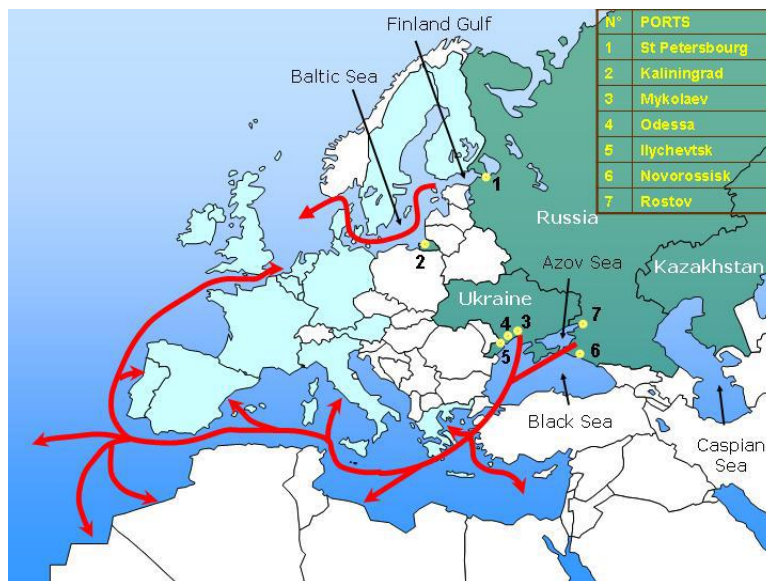 Finland Gulf
Baltic Sea
N° PORTS
1 St Petersbourg
2 Kaliningrad
3 Mykolaev
4 Odessa
5 Ilychevtsk
6 Novorossisk
7 Rostov
1
Russia
2
Azov Sea
Kazakhstan
Ukraine
7
4 3
5
6
Black Sea
Caspian
Sea